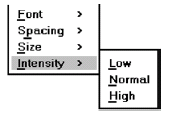 Font >
Spacing >
Size >
Intensity >
Low
Normal
High